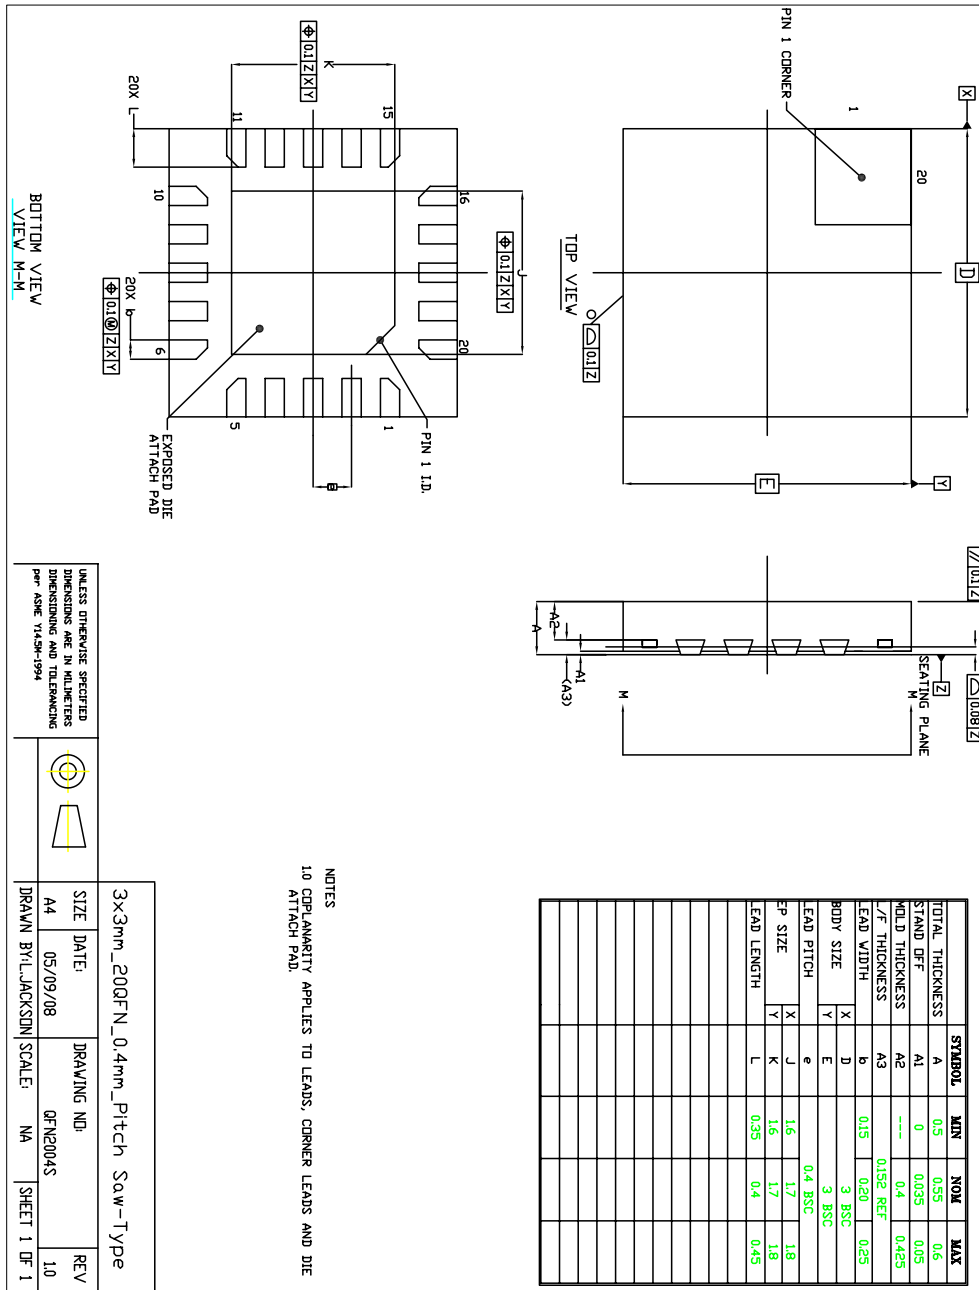 PIN 1 CORNER
1
20
X
D
Y
E
TOP VIEW
0.1 Z
0.1 Z X Y
K
20X L
11
15
10
16
J
0.1 Z X Y
20X b
0.1 M Z X Y
6
20
5
1
e
PIN 1 I.D.
EXPOSED DIE
ATTACH PAD
BOTTOM VIEW
VIEW M-M
// 0.1 Z
0.08 Z
Z
SEATING PLANE
A2
A
A1
(A3)
M
M
SYMBOL MIN NOM MAX
TOTAL THICKNESS A 0.5 0.55 0.6
STAND OFF A1 0 0.035 0.05
MOLD THICKNESS A2 --- 0.4 0.425
L/F THICKNESS A3 0.152 REF
LEAD WIDTH b 0.15 0.20 0.25
BODY SIZE X D 3 BSC
Y E 3 BSC
LEAD PITCH e 0.4 BSC
EP SIZE X J 1.6 1.7 1.8
Y K 1.6 1.7 1.8
LEAD LENGTH L 0.35 0.4 0.45
NOTES
1.0 COPLANARITY APPLIES TO LEADS, CORNER LEADS AND DIE
ATTACH PAD.
UNLESS OTHERWISE SPECIFIED
DIMENSIONS ARE IN MILIMETERS
DIMENSIONING AND TOLERANCING
per ASME Y14.5M-1994
3x3mm_20QFN_0.4mm_Pitch Saw-Type
SIZE DATE: DRAWING NO: REV
A4 05/09/08 QFN2004S 1.0
DRAWN BY:L.JACKSON SCALE: NA SHEET 1 OF 1